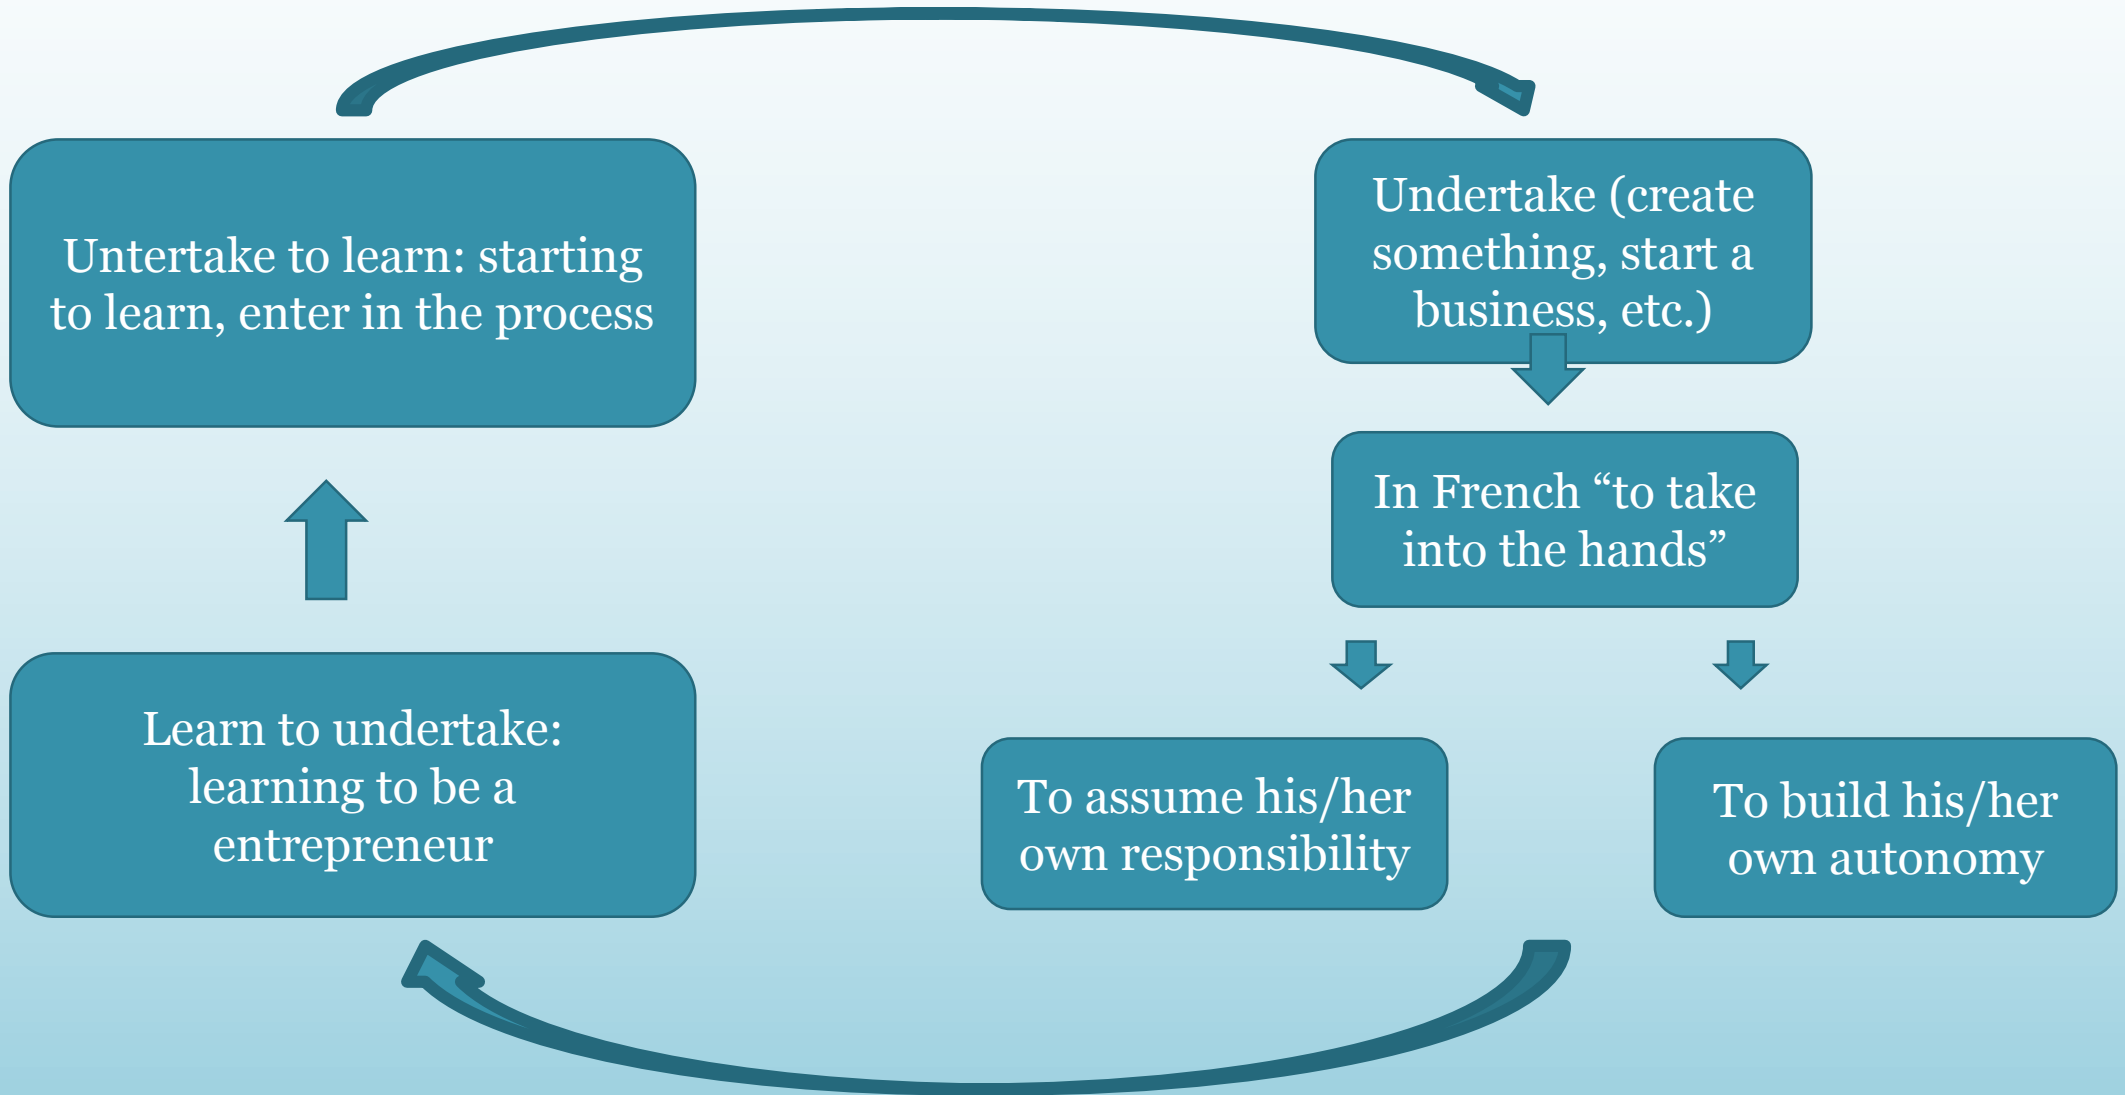 Untertake to learn: starting
to learn, enter in the process
Undertake (create
something, start a
business, etc.)
In French “to take
into the hands”
Learn to undertake:
learning to be a
entrepreneur
To assume his/her
own responsibility
To build his/her
own autonomy